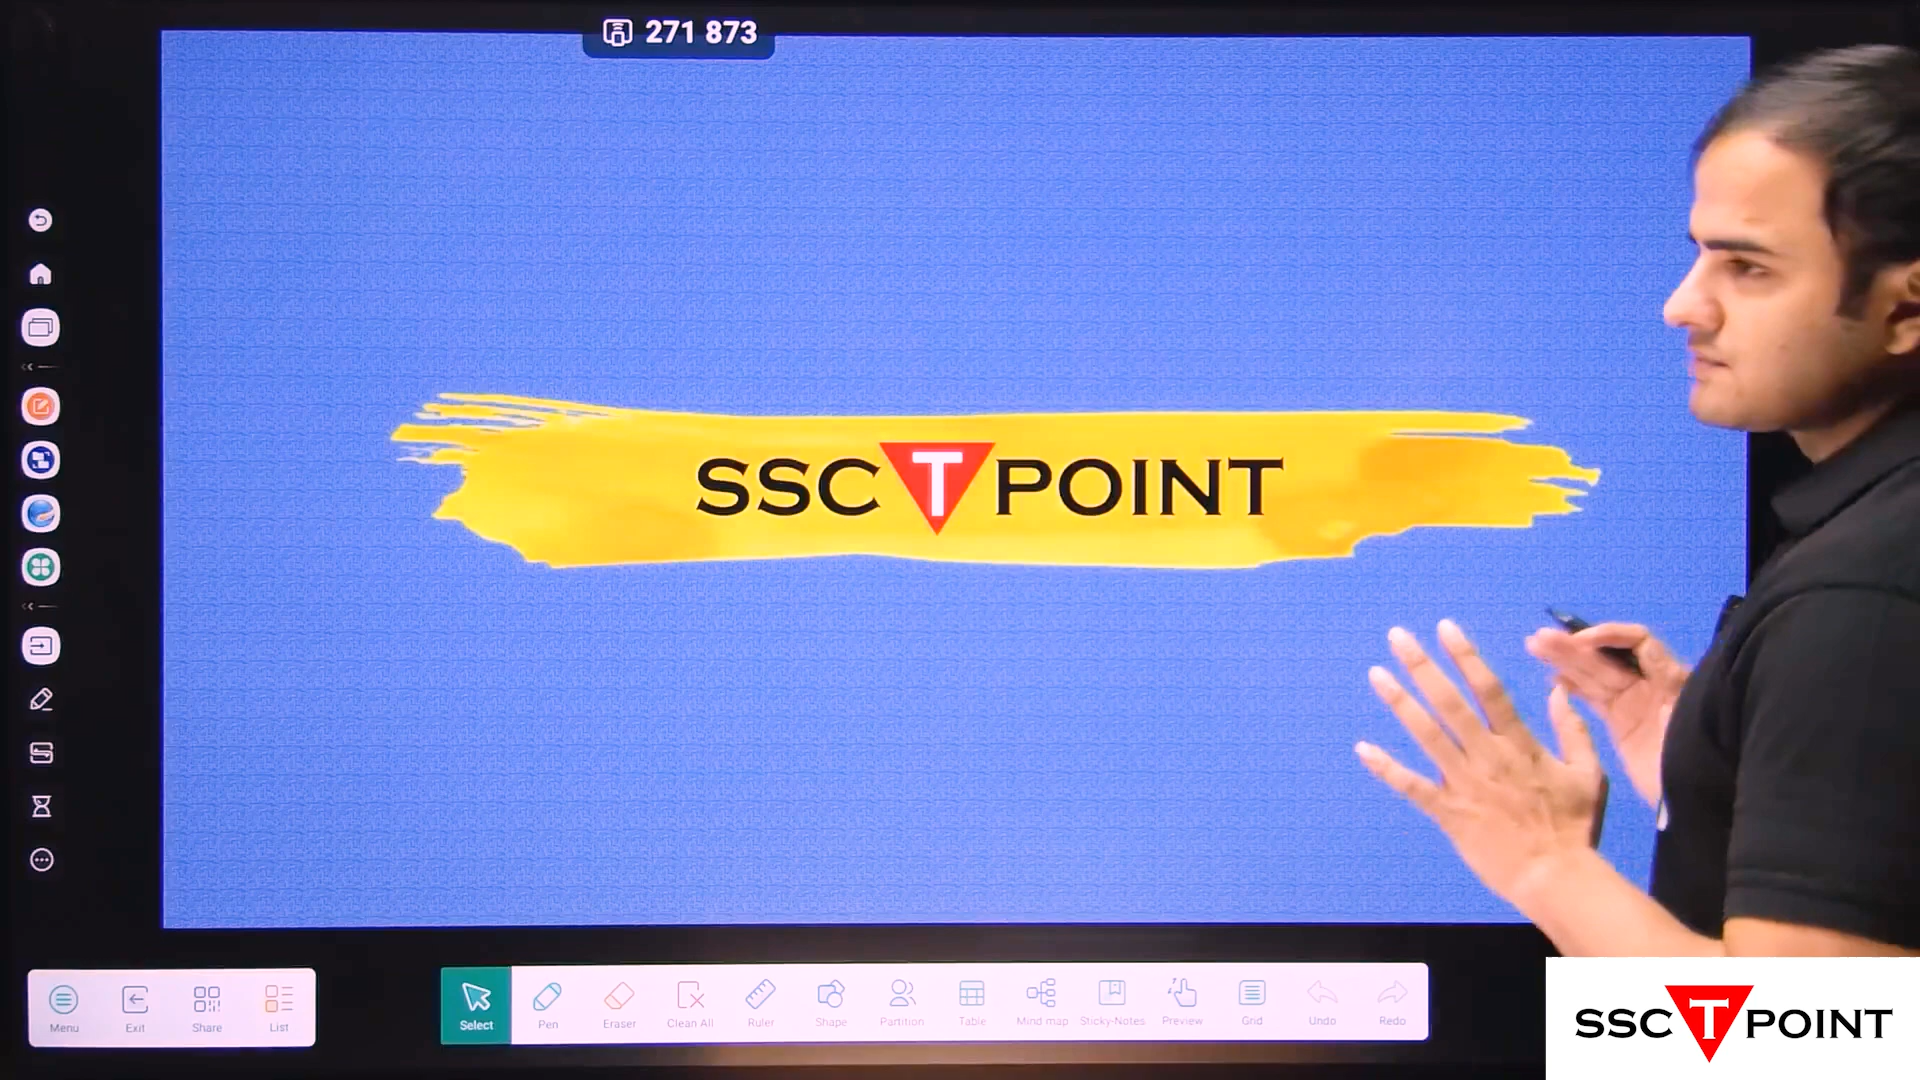 271 873
SSC T POINT
Menu Exit Share List
Select Pen Eraser Clean All Ruler Shape Partition Table Mind map Sticky-Notes Preview Grid Undo Redo
SSC T POINT